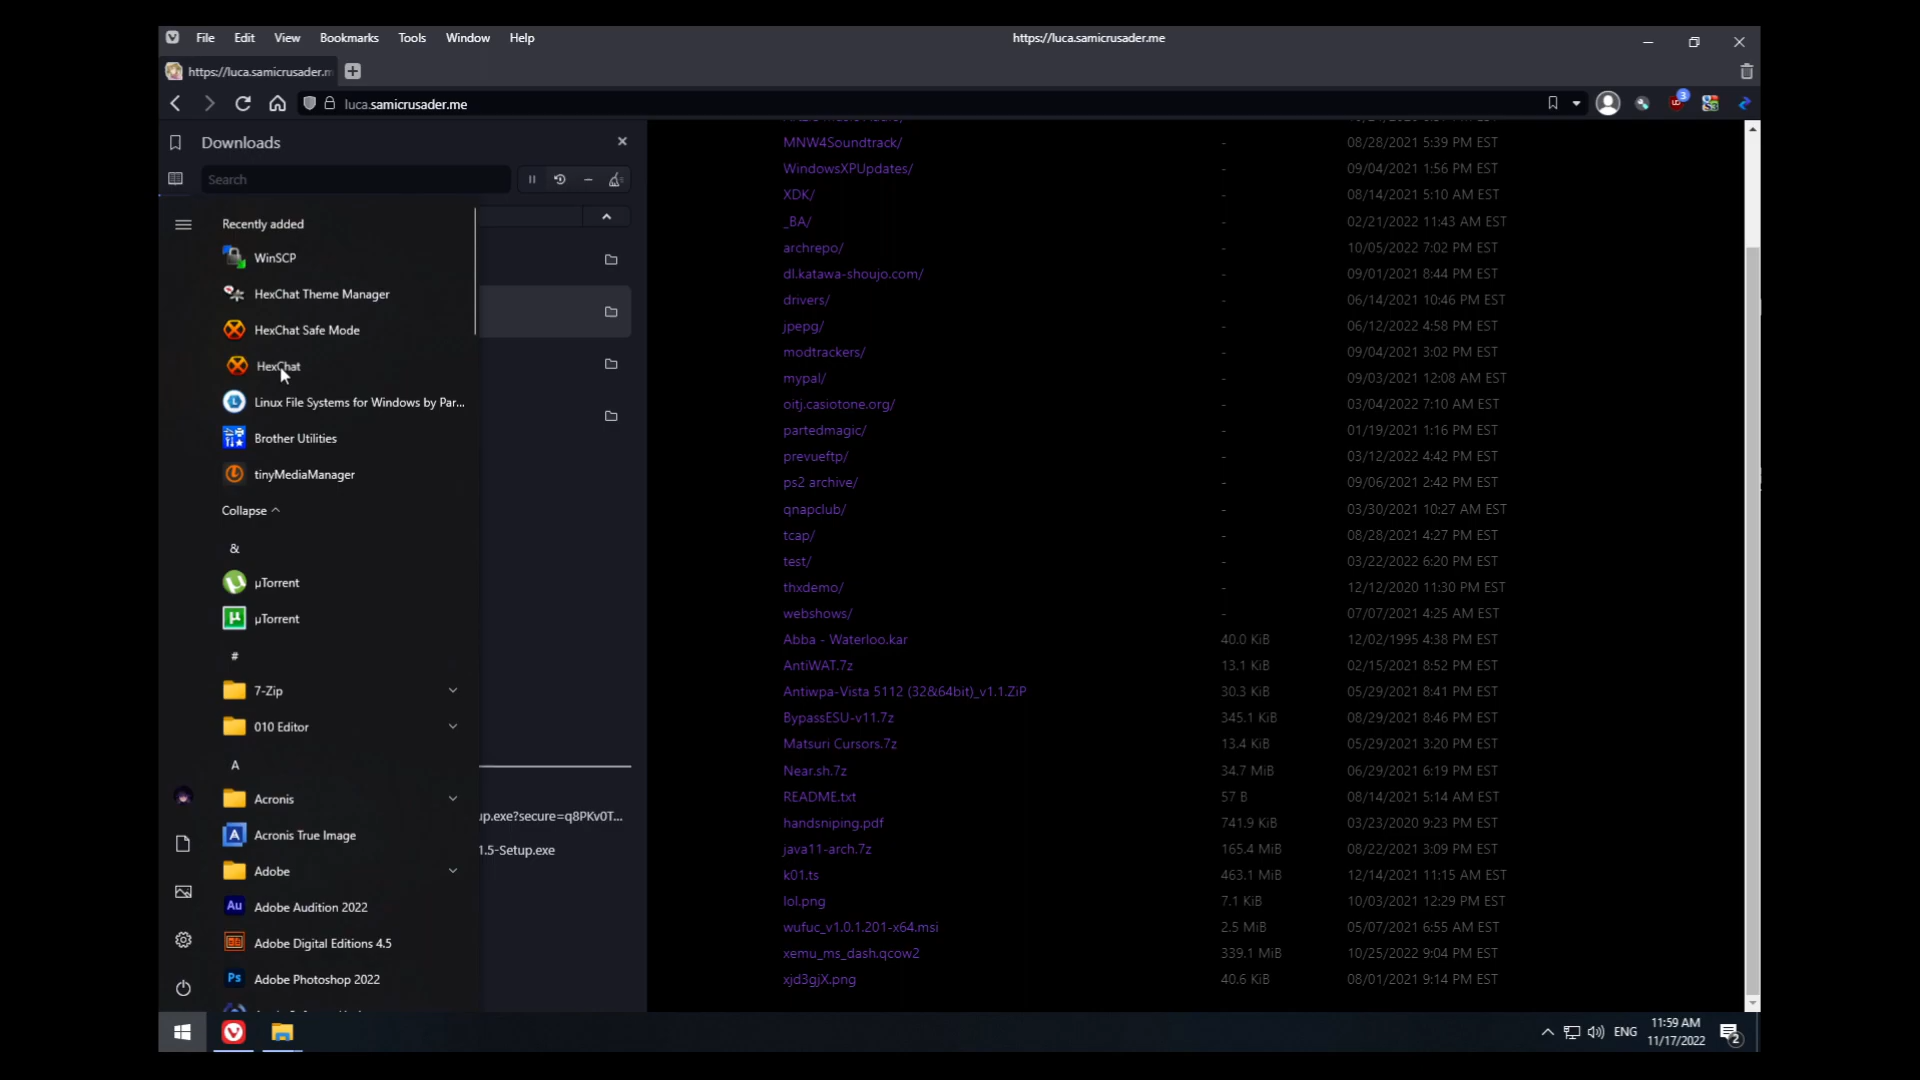 File Edit View Bookmarks Tools Window Help
https://luca.samicrusader.me
https://luca.samicrusader.m
luca.samicrusader.me
3
Downloads
Search
Recently added
WinSCP
HexChat Theme Manager
HexChat Safe Mode
HexChat
Linux File Systems for Windows by Par...
Brother Utilities
tinyMediaManager
Collapse
&
µTorrent
µTorrent
#
7-Zip
010 Editor
A
Acronis
Acronis True Image
Adobe
Adobe Audition 2022
Adobe Digital Editions 4.5
Adobe Photoshop 2022
up.exe?secure=q8PKv0T...
1.5-Setup.exe
MNW4Soundtrack/ - 08/28/2021 5:39 PM EST
WindowsXPUpdates/ - 09/04/2021 1:56 PM EST
XDK/ - 08/14/2021 5:10 AM EST
_BA/ - 02/21/2022 11:43 AM EST
archrepo/ - 10/05/2022 7:02 PM EST
dl.katawa-shoujo.com/ - 09/01/2021 8:44 PM EST
drivers/ - 06/14/2021 10:46 PM EST
jpepg/ - 06/12/2022 4:58 PM EST
modtrackers/ - 09/04/2021 3:02 PM EST
mypal/ - 09/03/2021 12:08 AM EST
oitj.casiotone.org/ - 03/04/2022 7:10 AM EST
partedmagic/ - 01/19/2021 1:16 PM EST
prevueftp/ - 03/12/2022 4:42 PM EST
ps2 archive/ - 09/06/2021 2:42 PM EST
qnapclub/ - 03/30/2021 10:27 AM EST
tcap/ - 08/28/2021 4:27 PM EST
test/ - 03/22/2022 6:20 PM EST
thxdemo/ - 12/12/2020 11:30 PM EST
webshows/ - 07/07/2021 4:25 AM EST
Abba - Waterloo.kar 40.0 KiB 12/02/1995 4:38 PM EST
AntiWAT.7z 13.1 KiB 02/15/2021 8:52 PM EST
Antiwpa-Vista 5112 (32&64bit)_v1.1.ZiP 30.3 KiB 05/29/2021 8:41 PM EST
BypassESU-v11.7z 345.1 KiB 08/29/2021 8:46 PM EST
Matsuri Cursors.7z 13.4 KiB 05/29/2021 3:20 PM EST
Near.sh.7z 34.7 MiB 06/29/2021 6:19 PM EST
README.txt 57 B 08/14/2021 5:14 AM EST
handsniping.pdf 741.9 KiB 03/23/2020 9:23 PM EST
java11-arch.7z 165.4 MiB 08/22/2021 3:09 PM EST
k01.ts 463.1 MiB 12/14/2021 11:15 AM EST
lol.png 7.1 KiB 10/03/2021 12:29 PM EST
wufuc_v1.0.1.201-x64.msi 2.5 MiB 05/07/2021 6:55 AM EST
xemu_ms_dash.qcow2 339.1 MiB 10/25/2022 9:04 PM EST
xjd3gjX.png 40.6 KiB 08/01/2021 9:14 PM EST
ENG
11:59 AM
11/17/2022
2